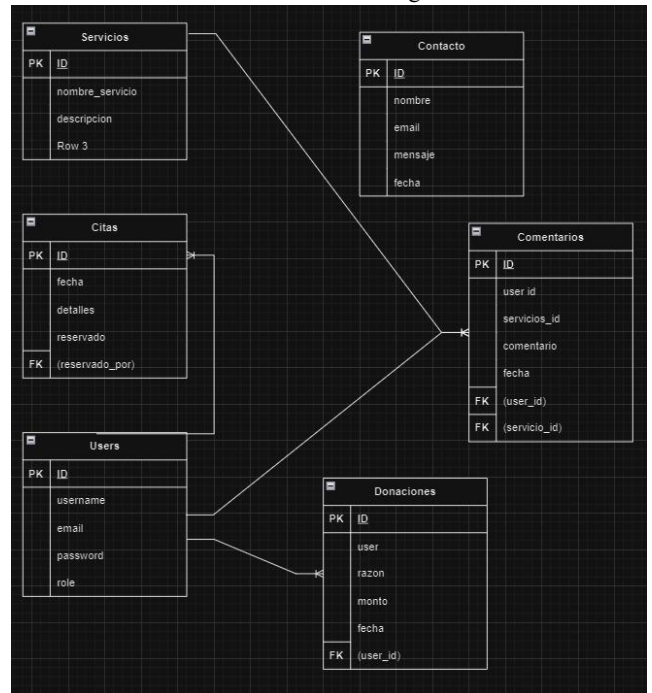 Servicios
PK ID
nombre_servicio
descripcion
Row 3
Contacto
PK ID
nombre
email
mensaje
fecha
Citas
PK ID
fecha
detalles
reservado
FK (reservado_por)
Comentarios
PK ID
user id
servicios_id
comentario
fecha
FK (user_id)
FK (servicio_id)
Users
PK ID
username
email
password
role
Donaciones
PK ID
user
razon
monto
fecha
FK (user_id)